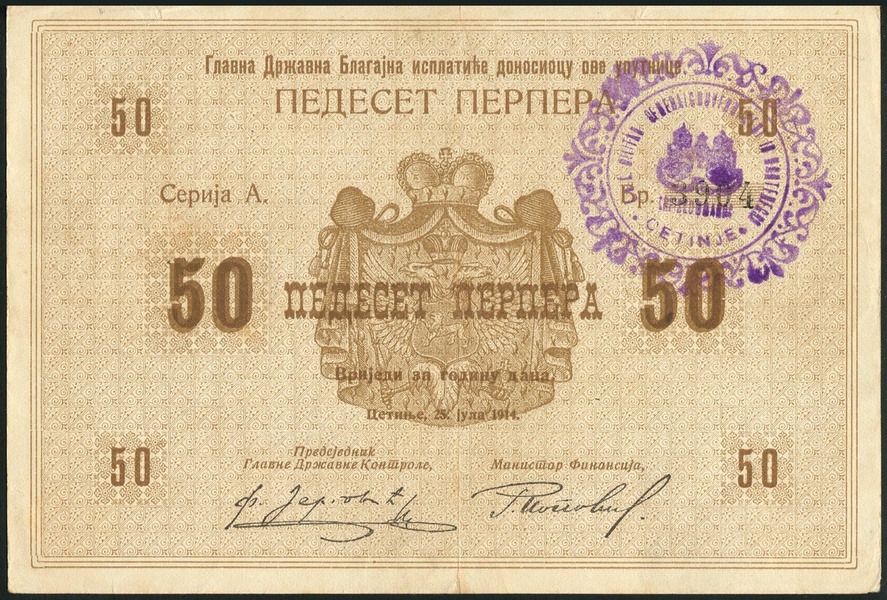 Главна Државна Благајна исплатиће доносиоцу ове упутнице.
ПЕДЕСЕТ ПЕРПЕРА
50 50
Серија А. Бр.
CETINJE
50 ПЕДЕСЕТ ПЕРПЕРА 50
Вриједи за годину дана.
Цетиње, 25. јула 1914.
Предсједник
Главне Државне Контроле, Министар Финансија,
50 50